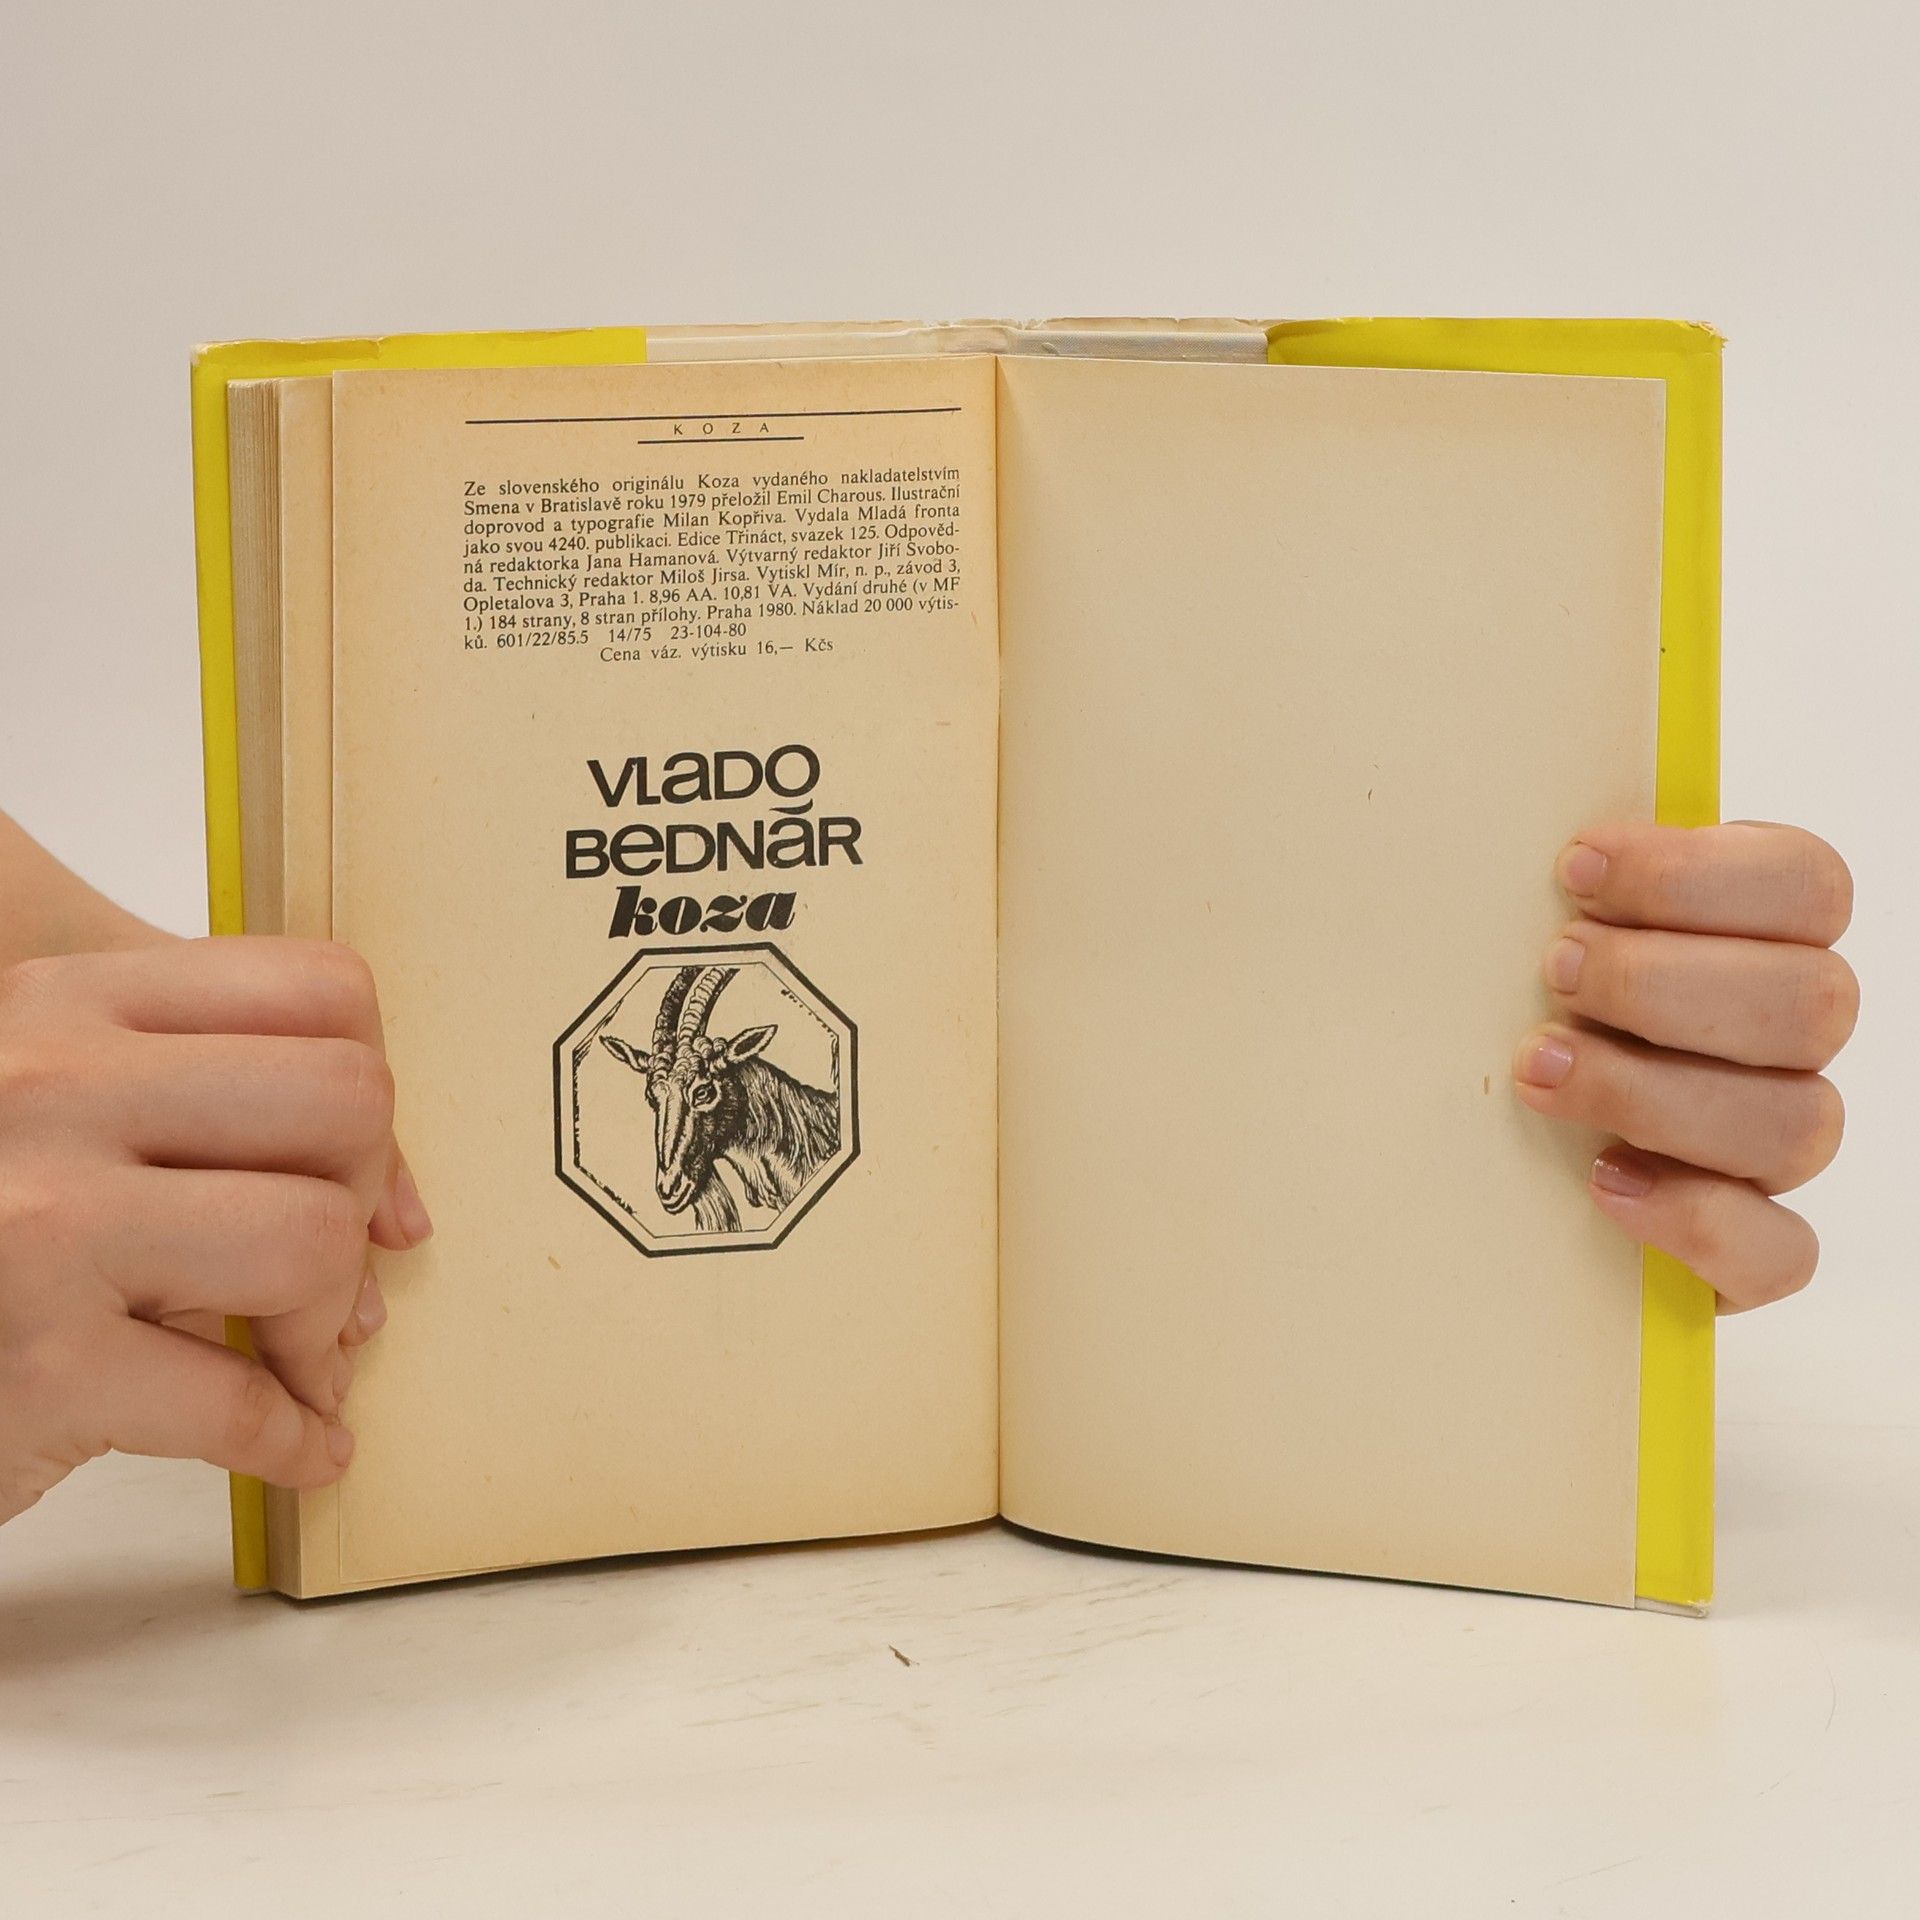 KOZA
Ze slovenského originálu Koza vydaného nakladatelstvím
Smena v Bratislavě roku 1979 přeložil Emil Charous. Ilustrační
doprovod a typografie Milan Kopřiva. Vydala Mladá fronta
jako svou 4240. publikaci. Edice Třináct, svazek 125. Odpověd-
ná redaktorka Jana Hamanová. Výtvarný redaktor Jiří Svobo-
da. Technický redaktor Miloš Jirsa. Vytiskl Mír, n. p., závod 3,
Opletalova 3, Praha 1. 8,96 AA. 10,81 VA. Vydání druhé (v MF
1.) 184 strany, 8 stran přílohy. Praha 1980. Náklad 20 000 výtis-
ků. 601/22/85.5 14/75 23-104-80
Cena váz. výtisku 16,— Kčs
VLaDO
BeDNăR
koza